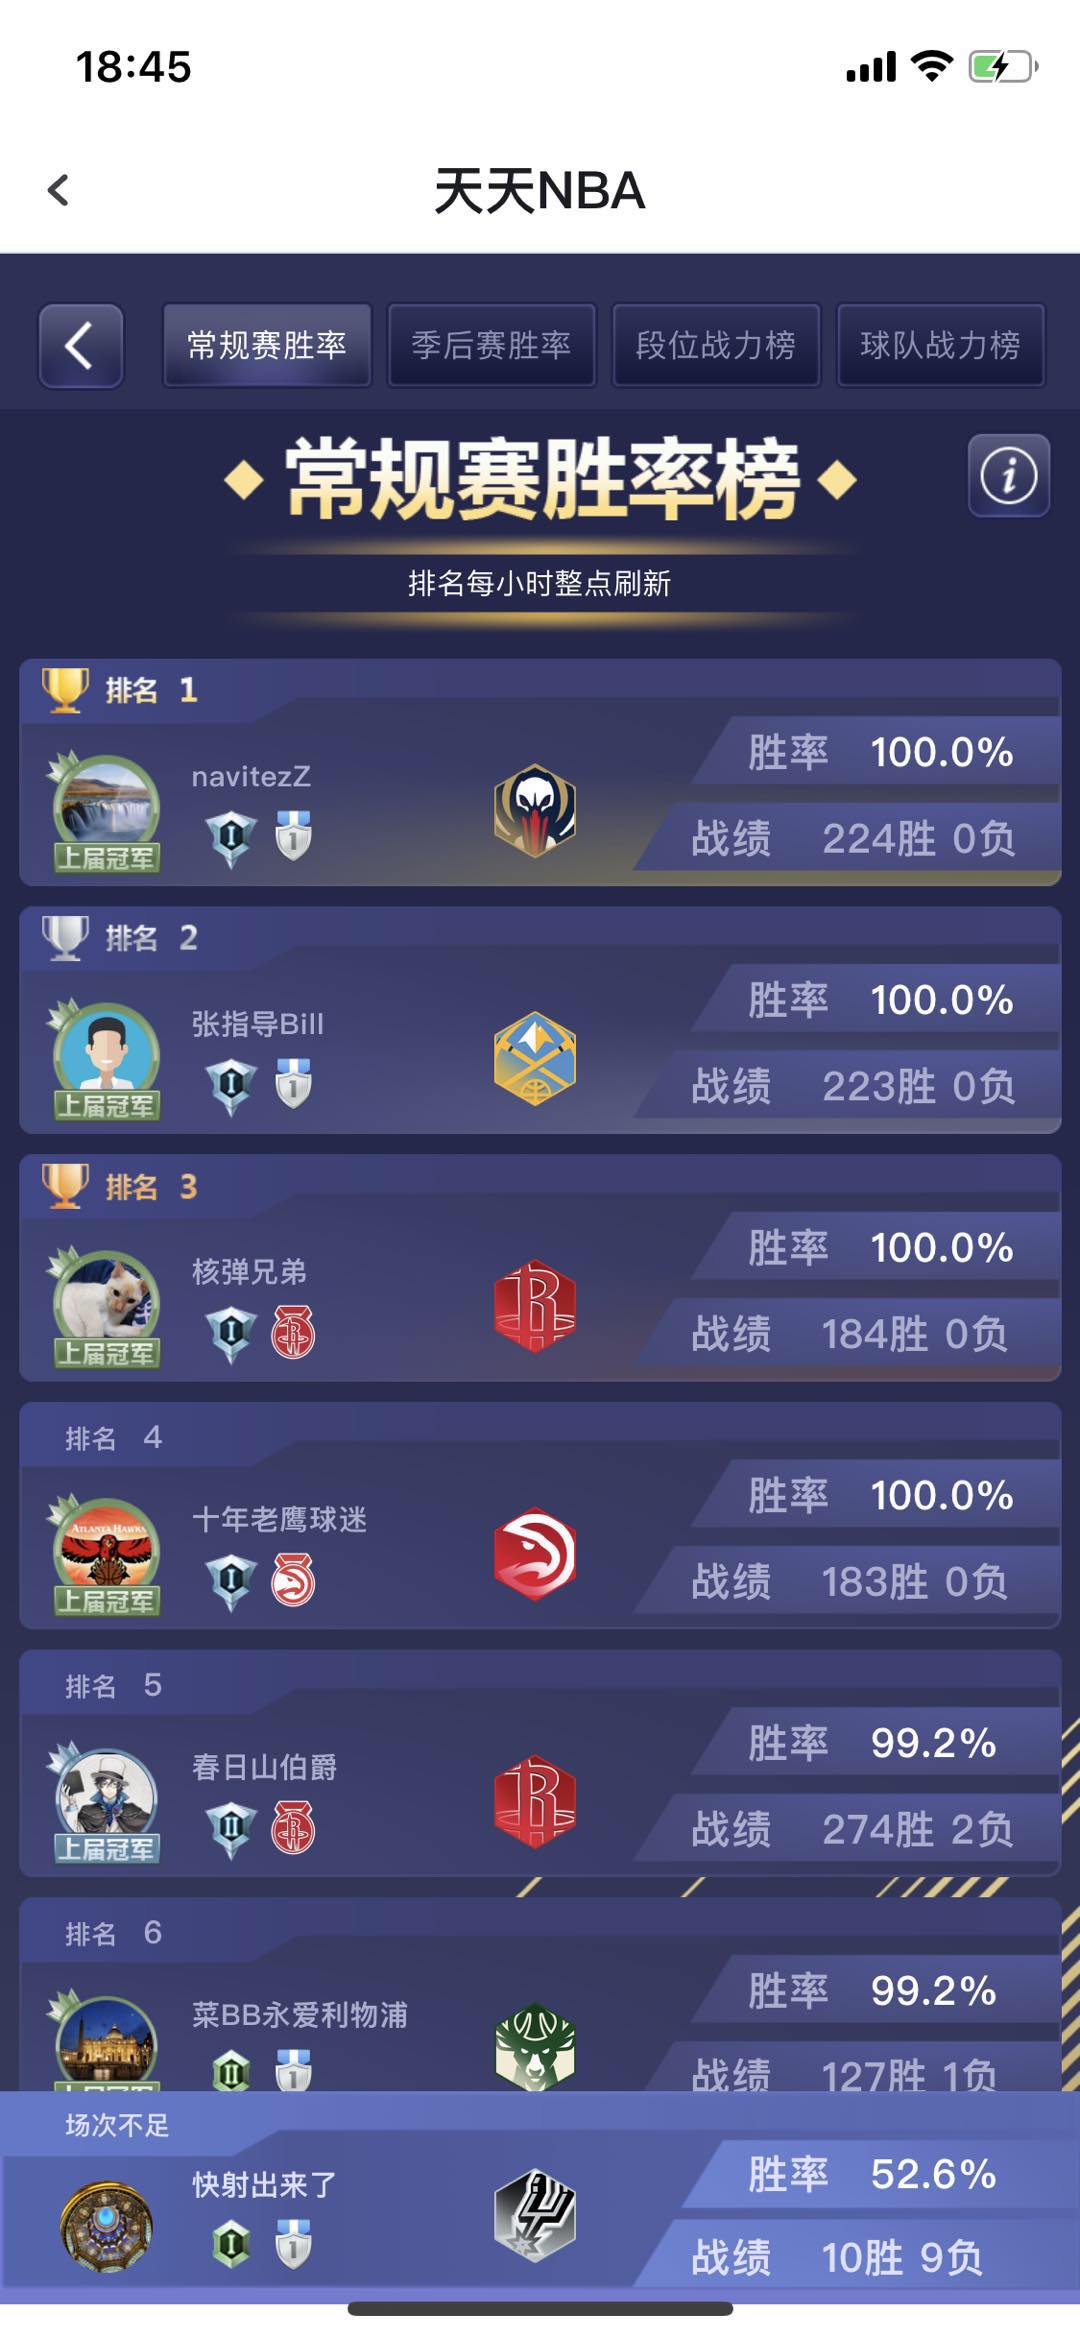 18:45
天天NBA
常规赛胜率 季后赛胜率 段位战力榜 球队战力榜
常规赛胜率榜
排名每小时整点刷新
排名 1
navitezZ
上届冠军
胜率 100.0%
战绩 224胜 0负
排名 2
张指导Bill
上届冠军
胜率 100.0%
战绩 223胜 0负
排名 3
核弹兄弟
上届冠军
胜率 100.0%
战绩 184胜 0负
排名 4
十年老鹰球迷
ATLANTA HAWKS
上届冠军
胜率 100.0%
战绩 183胜 0负
排名 5
春日山伯爵
上届冠军
胜率 99.2%
战绩 274胜 2负
排名 6
菜BB永爱利物浦
胜率 99.2%
战绩 127胜 1负
场次不足
快射出来了
胜率 52.6%
战绩 10胜 9负